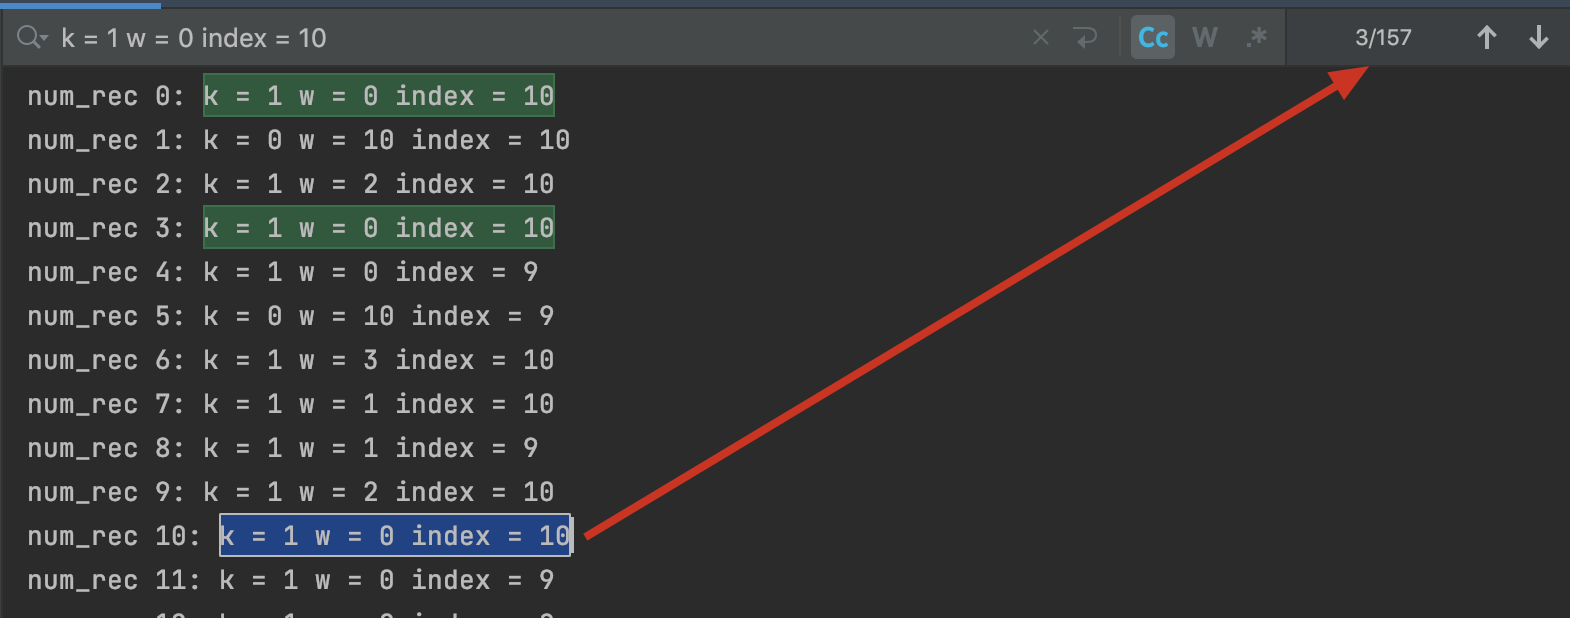 k = 1 w = 0 index = 10
Cc W .* 3/157
num_rec 0: k = 1 w = 0 index = 10
num_rec 1: k = 0 w = 10 index = 10
num_rec 2: k = 1 w = 2 index = 10
num_rec 3: k = 1 w = 0 index = 10
num_rec 4: k = 1 w = 0 index = 9
num_rec 5: k = 0 w = 10 index = 9
num_rec 6: k = 1 w = 3 index = 10
num_rec 7: k = 1 w = 1 index = 10
num_rec 8: k = 1 w = 1 index = 9
num_rec 9: k = 1 w = 2 index = 10
num_rec 10: k = 1 w = 0 index = 10
num_rec 11: k = 1 w = 0 index = 9